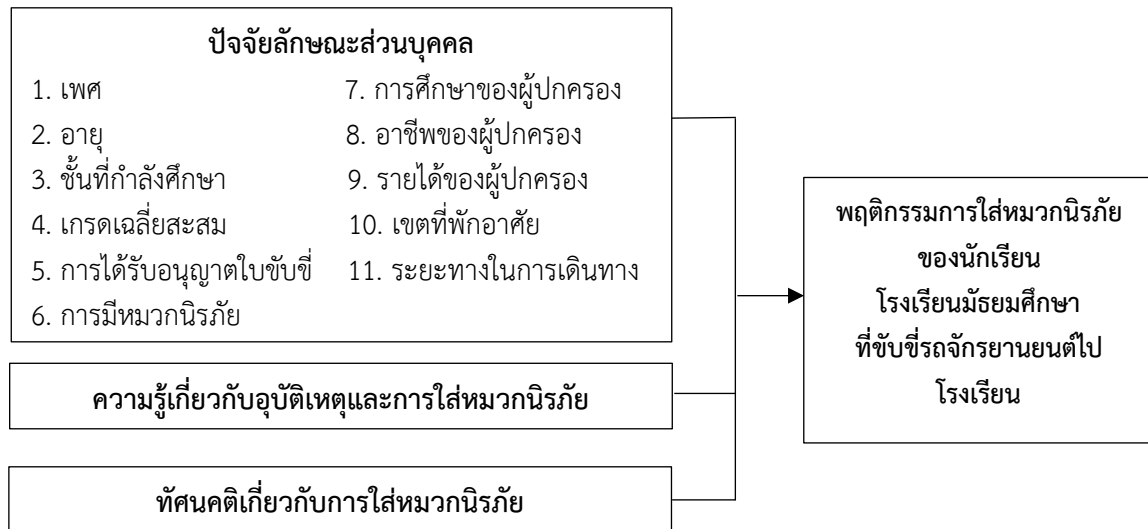 ปัจจัยลักษณะส่วนบุคคล
1. เพศ
2. อายุ
3. ชั้นที่กำลังศึกษา
4. เกรดเฉลี่ยสะสม
5. การได้รับอนุญาตใบขับขี่
6. การมีหมวกนิรภัย
7. การศึกษาของผู้ปกครอง
8. อาชีพของผู้ปกครอง
9. รายได้ของผู้ปกครอง
10. เขตที่พักอาศัย
11. ระยะทางในการเดินทาง
ความรู้เกี่ยวกับอุบัติเหตุและการใส่หมวกนิรภัย
ทัศนคติเกี่ยวกับการใส่หมวกนิรภัย
พฤติกรรมการใส่หมวกนิรภัย
ของนักเรียน
โรงเรียนมัธยมศึกษา
ที่ขับขี่รถจักรยานยนต์ไป
โรงเรียน